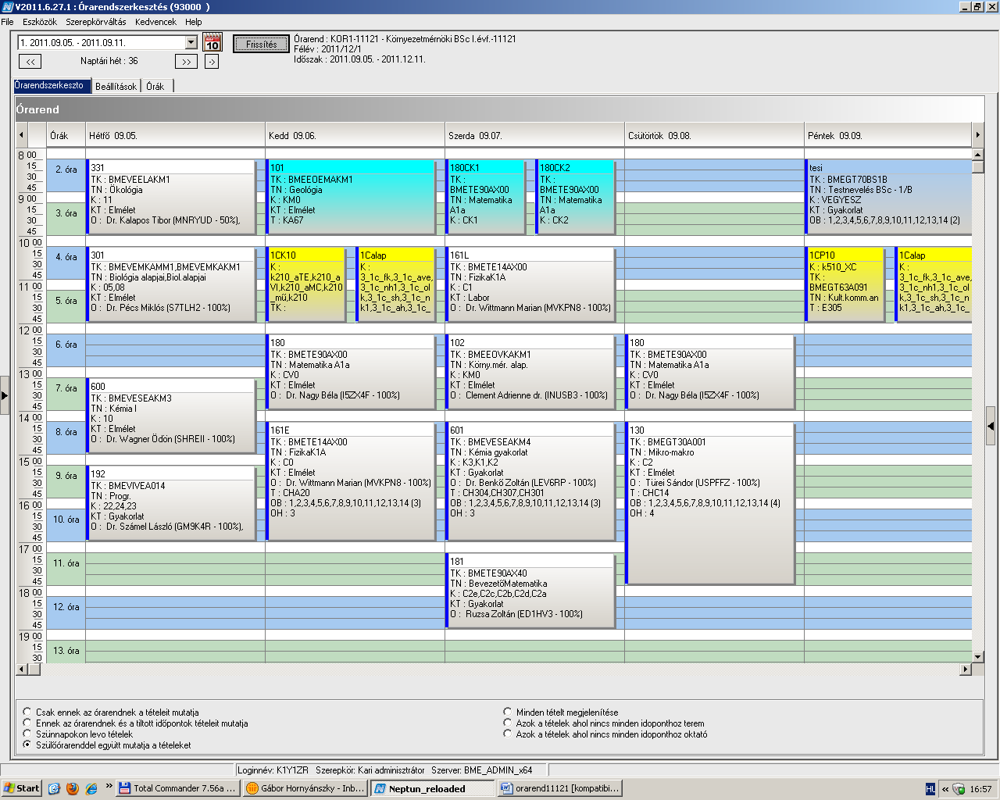 V2011.6.27.1 : Órarendszerkesztés (93000 )
File Eszközök Szerepkörváltás Kedvencek Help
1. 2011.09.05. - 2011.09.11.
10
Frissítés
Órarend : KOR1-11121 - Környezetmérnöki BSc I.évf.-11121
Félév : 2011/12/1
Időszak : 2011.09.05. - 2011.12.11.
<< Naptári hét : 36 >> ->
Órarendszerkeszto Beállítások Órák
Órarend
Órák Hétfő 09.05. Kedd 09.06. Szerda 09.07. Csütörtök 09.08. Péntek 09.09.
8 00
15
30
45
9 00
15
30
45
10 00
15
30
45
11 00
15
30
45
12 00
15
30
45
13 00
15
30
45
14 00
15
30
45
15 00
15
30
45
16 00
15
30
45
17 00
15
30
45
18 00
15
30
45
19 00
15
30
2. óra
3. óra
4. óra
5. óra
6. óra
7. óra
8. óra
9. óra
10. óra
11. óra
12. óra
13. óra
331
TK : BMEVEELAKM1
TN : Ökológia
K : 11
KT : Elmélet
O : Dr. Kalapos Tibor (MNRYUD - 50%),
301
TK : BMEVEMKAMM1,BMEVEMKAKM1
TN : Biológia alapjai,Biol.alapjai
K : 05,08
KT : Elmélet
O : Dr. Pécs Miklós (S7TLH2 - 100%)
600
TK : BMEVESEAKM3
TN : Kémia I
K : 10
KT : Elmélet
O : Dr. Wagner Ödön (SHREII - 100%)
192
TK : BMEVIVEA014
TN : Progr.
K : 22,24,23
KT : Gyakorlat
O : Dr. Számel László (GM9K4R - 100%),
101
TK : BMEEOEMAKM1
TN : Geológia
K : KM0
KT : Elmélet
T : KA67
1CK10
K :
k210_aTE,k210_a
VI,k210_aMC,k210
_mü,k210
TK :
1Calap
K :
3_1c_fk,3_1c_ave,
3_1c_nh1,3_1c_ol
k,3_1c_sh,3_1c_n
k1,3_1c_ah,3_1c_
180
TK : BMETE90AX00
TN : Matematika A1a
K : CV0
KT : Elmélet
O : Dr. Nagy Béla (I5ZX4F - 100%)
161E
TK : BMETE14AX00
TN : FizikaK1A
K : C0
KT : Elmélet
O : Dr. Wittmann Marian (MVKPN8 - 100%)
T : CHA20
OB : 1,2,3,4,5,6,7,8,9,10,11,12,13,14 (3)
OH : 3
180CK1
TK :
BMETE90AX00
TN : Matematika
A1a
K : CK1
180CK2
TK :
BMETE90AX00
TN : Matematika
A1a
K : CK2
161L
TK : BMETE14AX00
TN : FizikaK1A
K : C1
KT : Labor
O : Dr. Wittmann Marian (MVKPN8 - 100%)
102
TK : BMEEOVKAKM1
TN : Körny.mér. alap.
K : KM0
KT : Elmélet
O : Clement Adrienne dr. (INUSB3 - 100%)
601
TK : BMEVESEAKM4
TN : Kémia gyakorlat
K : K3,K1,K2
KT : Gyakorlat
O : Dr. Benkő Zoltán (LEV6RP - 100%)
T : CH304,CH307,CH301
OB : 1,2,3,4,5,6,7,8,9,10,11,12,13,14 (3)
OH : 3
181
TK : BMETE90AX40
TN : BevezetőMatematika
K : C2e,C2c,C2b,C2d,C2a
KT : Gyakorlat
O : Ruzsa Zoltán (ED1HV3 - 100%)
180
TK : BMETE90AX00
TN : Matematika A1a
K : CV0
KT : Elmélet
O : Dr. Nagy Béla (I5ZX4F - 100%)
130
TK : BMEGT30A001
TN : Mikro-makro
K : C2
KT : Elmélet
O : Türei Sándor (USPFFZ - 100%)
T : CHC14
OB : 1,2,3,4,5,6,7,8,9,10,11,12,13,14 (4)
OH : 4
tesi
TK : BMEGT70BS1B
TN : Testnevelés BSc - 1/B
K : VEGYESZ
KT : Gyakorlat
OB : 1,2,3,4,5,6,7,8,9,10,11,12,13,14 (2)
1CP10
K : k510_XC
TK :
BMEGT63A091
TN : Kult.komm.an
T : E305
1Calap
K :
3_1c_fk,3_1c_ave,
3_1c_nh1,3_1c_ol
k,3_1c_sh,3_1c_n
k1,3_1c_ah,3_1c_
Csak ennek az órarendnek a tételeit mutatja
Ennek az órarendnek és a tiltott időpontok tételeit mutatja
Szünnapokon levo tételek
Szülőórarenddel együtt mutatja a tételeket
Minden tételt megjelenítése
Azok a tételek ahol nincs minden idoponthoz terem
Azok a tételek ahol nincs minden idoponthoz oktató
Loginnév: K1Y1ZR Szerepkör: Kari adminisztrátor Szerver: BME_ADMIN_x64
Start » Total Commander 7.56a ... Gábor Hornyánszky - Inb... Neptun_reloaded orarend11121 [kompatibi... HU « 16:57